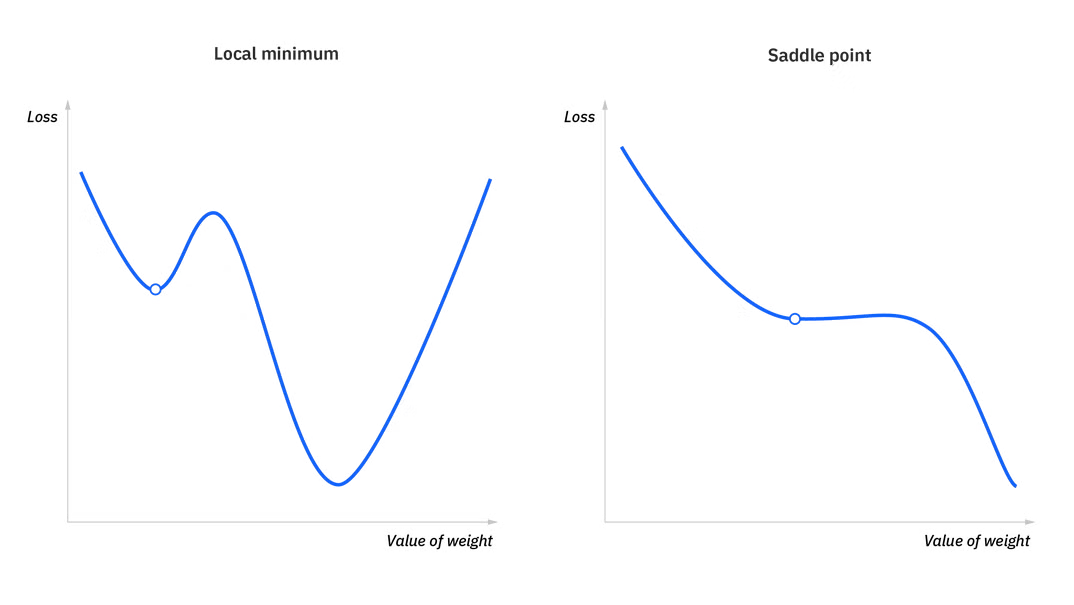 Local minimum
Loss
Value of weight
Saddle point
Loss
Value of weight